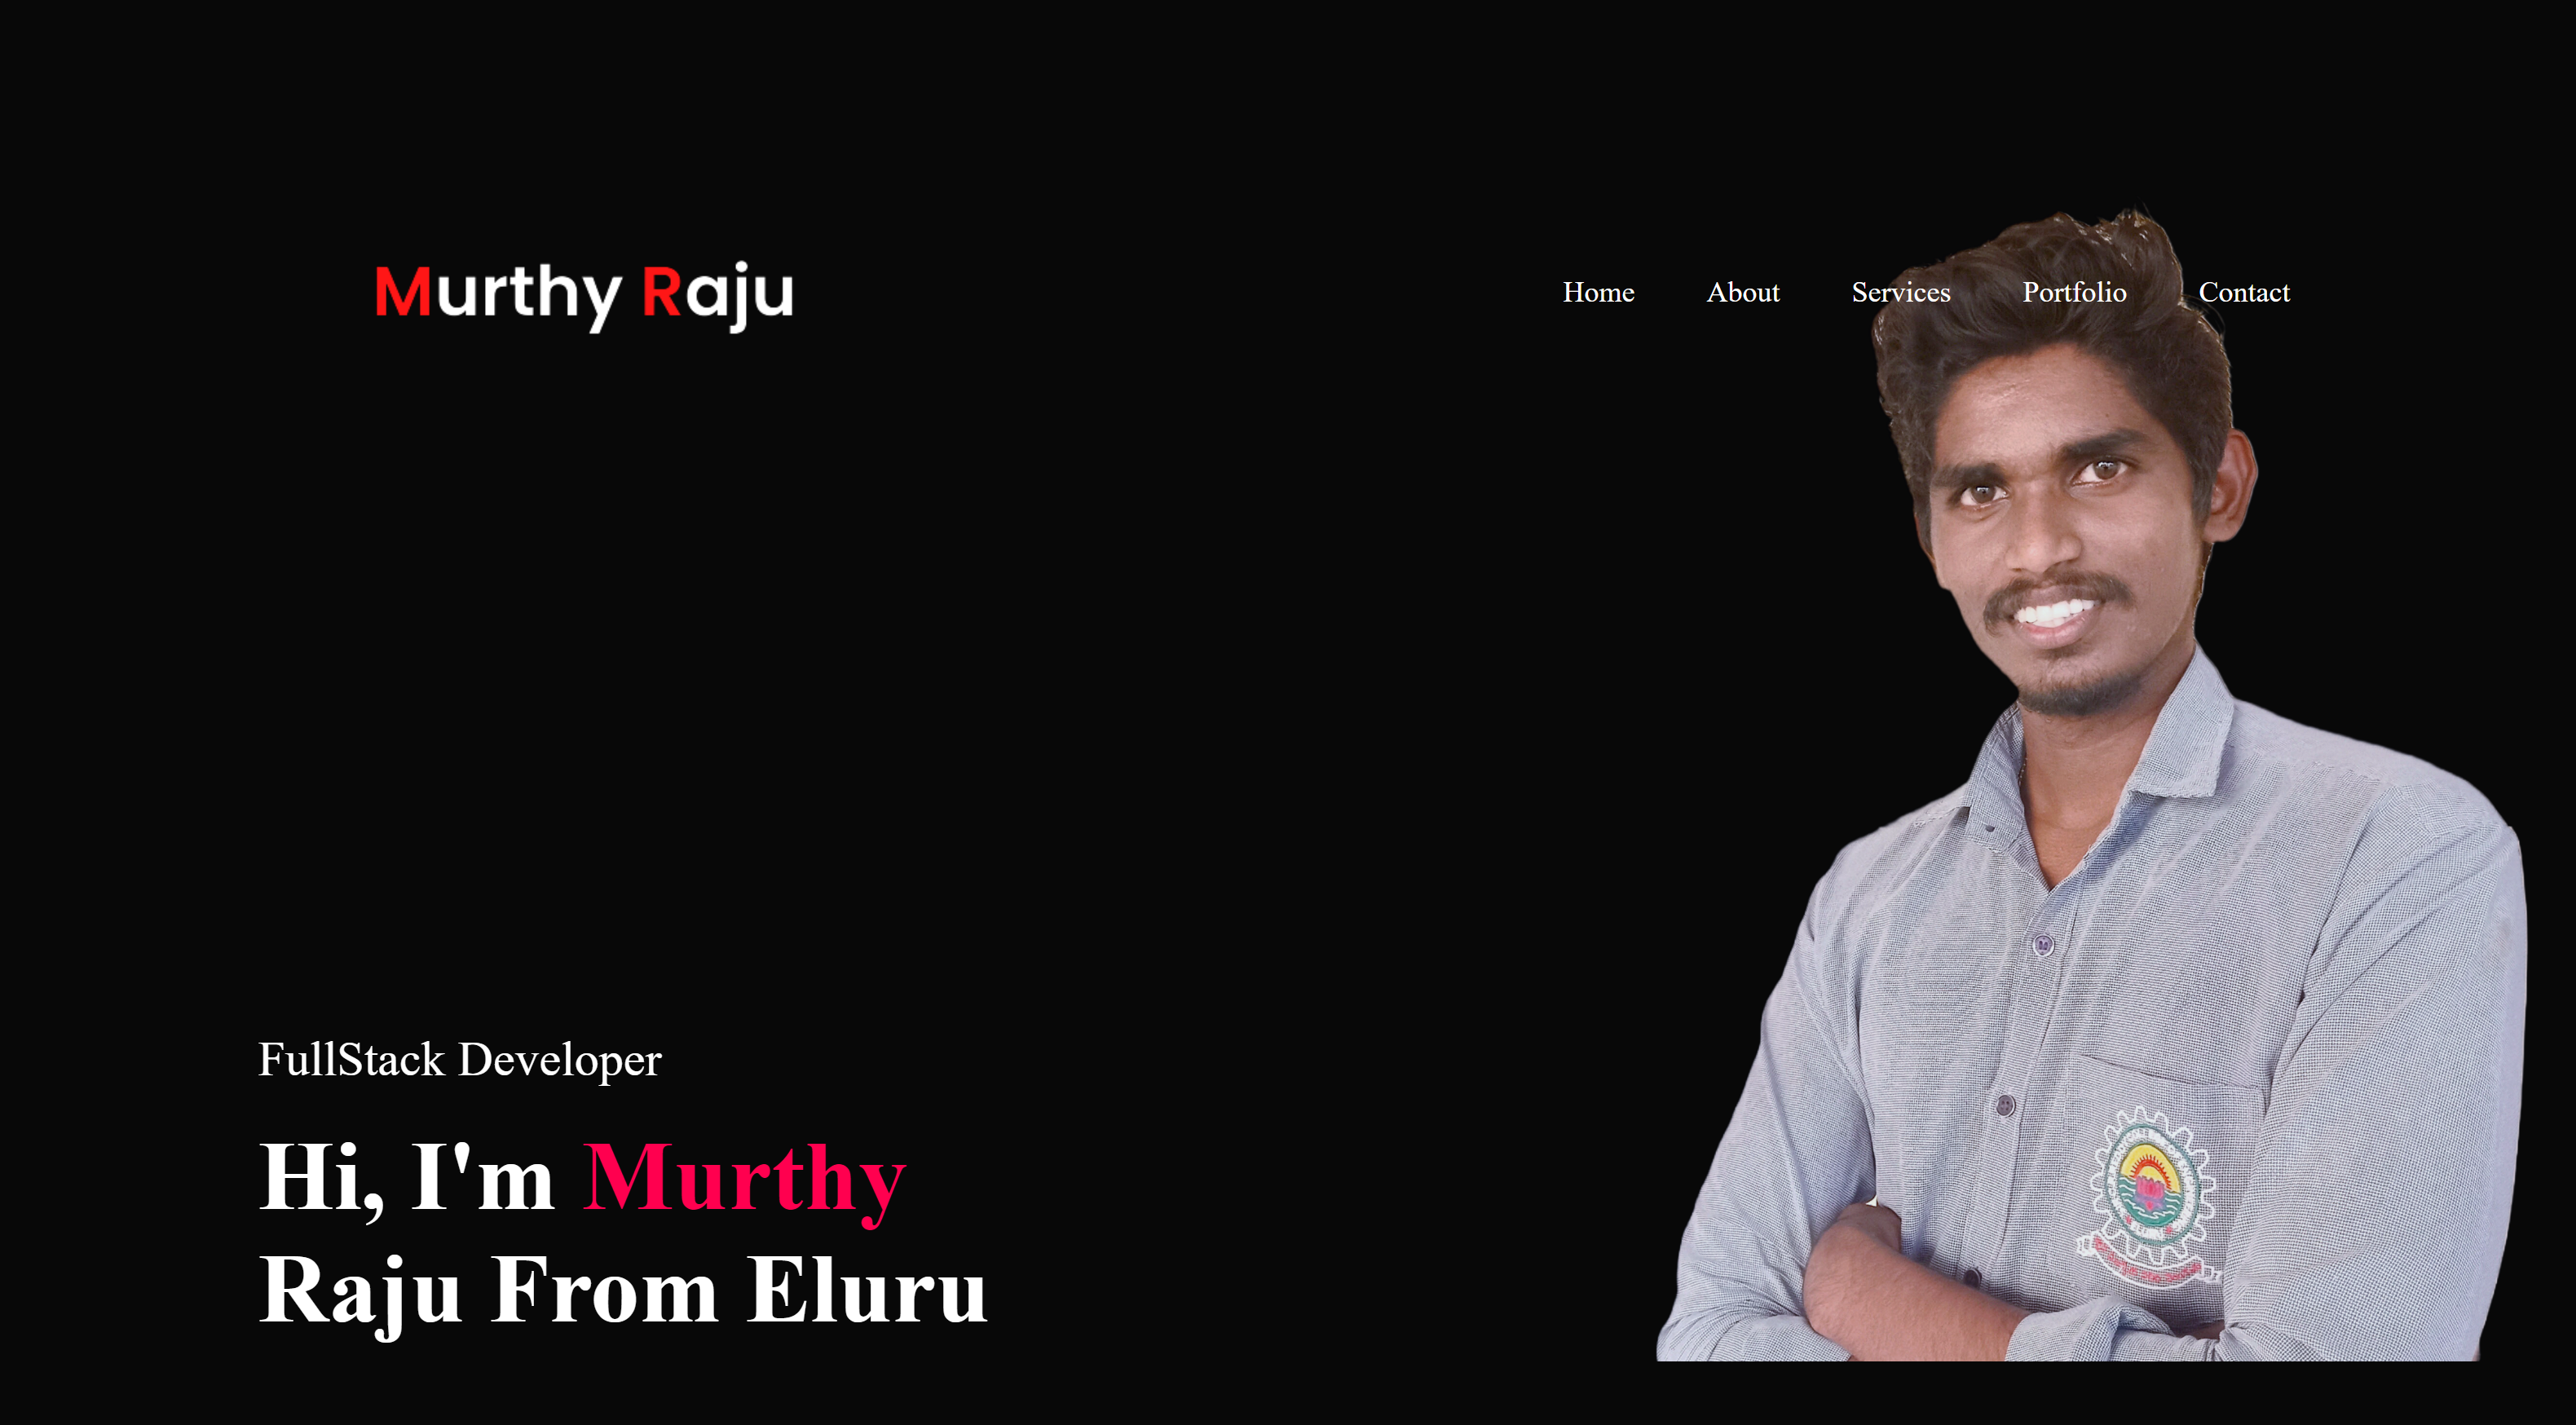 Murthy Raju
Home About Services Portfolio Contact
FullStack Developer
Hi, I'm Murthy
Raju From Eluru